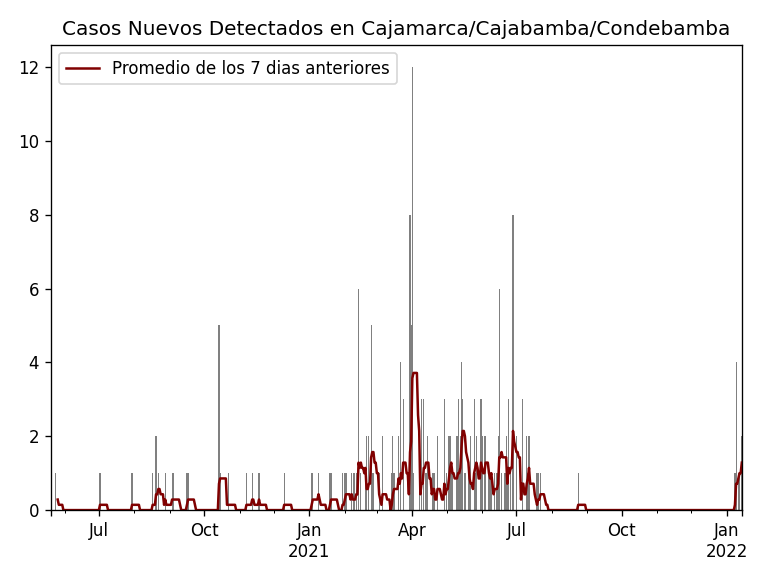 Casos Nuevos Detectados en Cajamarca/Cajabamba/Condebamba
Promedio de los 7 dias anteriores
12
10
8
6
4
2
0
Jul Oct Jan Apr Jul Oct Jan
2021 2022